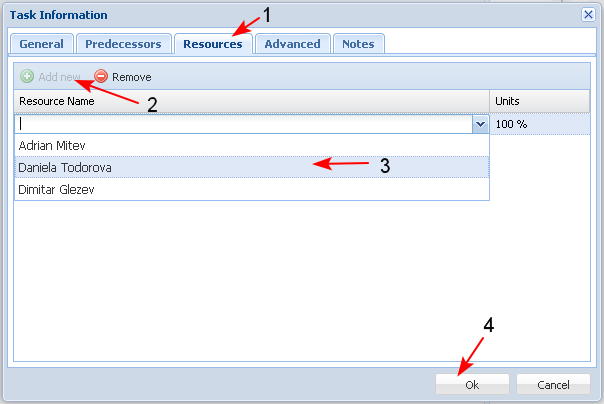 Task Information
1
General Predecessors Resources Advanced Notes
Add new Remove
2
Resource Name Units
100 %
Adrian Mitev
Daniela Todorova
3
Dimitar Glezev
4
Ok Cancel